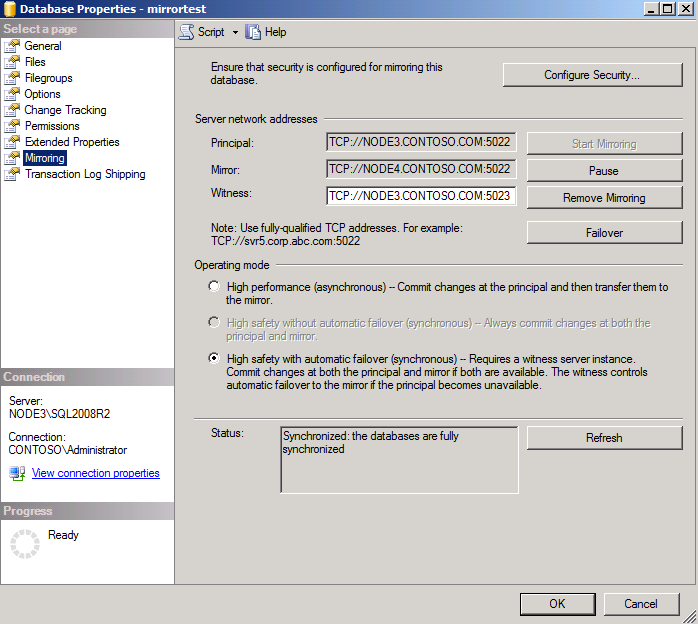 Database Properties - mirrortest
Select a page
General
Files
Filegroups
Options
Change Tracking
Permissions
Extended Properties
Mirroring
Transaction Log Shipping
Connection
Server:
NODE3\SQL2008R2
Connection:
CONTOSO\Administrator
View connection properties
Progress
Ready
Script
Help
Ensure that security is configured for mirroring this
database.
Configure Security...
Server network addresses
Principal:
TCP://NODE3.CONTOSO.COM:5022
Start Mirroring
Mirror:
TCP://NODE4.CONTOSO.COM:5022
Pause
Witness:
TCP://NODE3.CONTOSO.COM:5023
Remove Mirroring
Note: Use fully-qualified TCP addresses. For example:
TCP://svr5.corp.abc.com:5022
Failover
Operating mode
High performance (asynchronous) -- Commit changes at the principal and then transfer them to
the mirror.
High safety without automatic failover (synchronous) -- Always commit changes at both the
principal and mirror.
High safety with automatic failover (synchronous) -- Requires a witness server instance.
Commit changes at both the principal and mirror if both are available. The witness controls
automatic failover to the mirror if the principal becomes unavailable.
Status:
Synchronized: the databases are fully
synchronized
Refresh
OK
Cancel